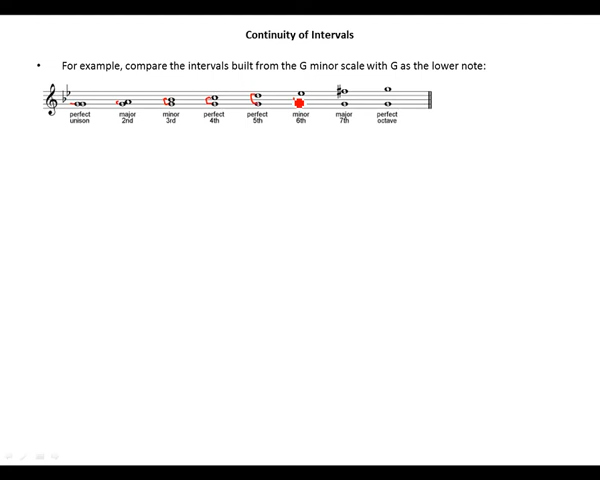 Continuity of Intervals
• For example, compare the intervals built from the G minor scale with G as the lower note:
perfect unison major 2nd minor 3rd perfect 4th perfect 5th minor 6th major 7th perfect octave